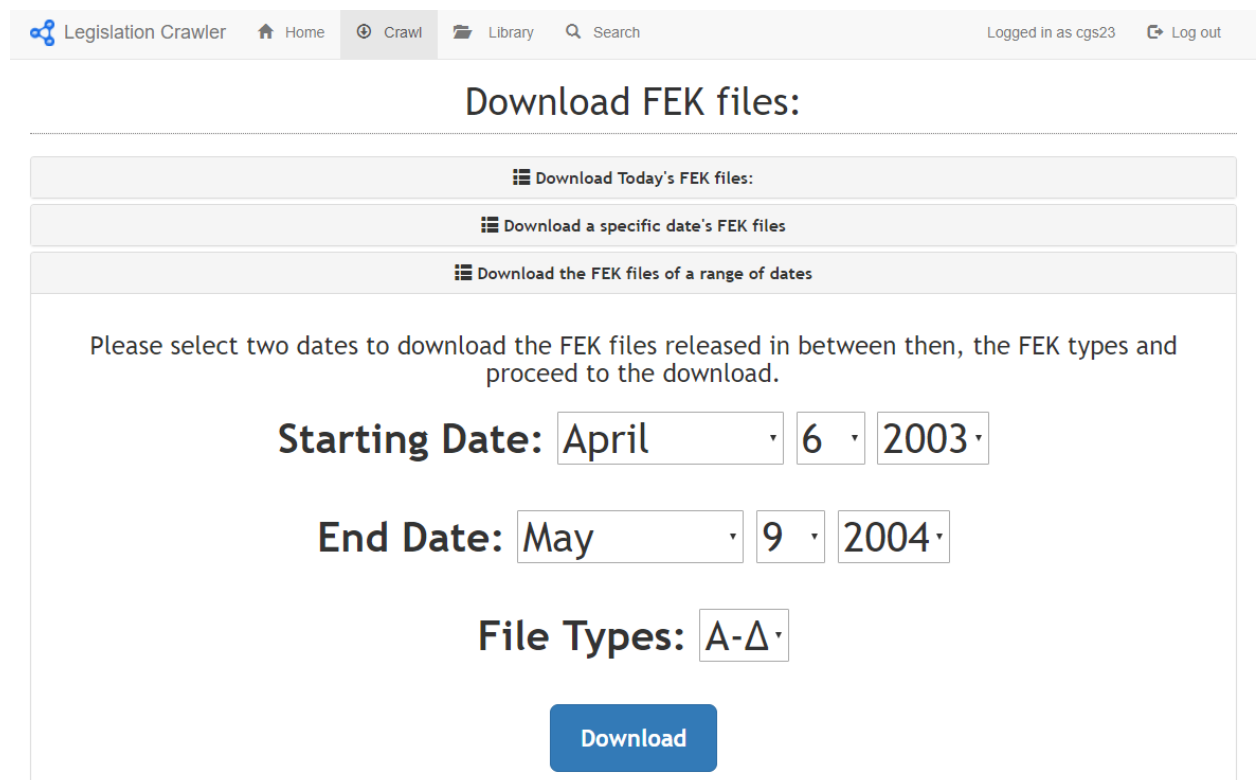 Legislation Crawler Home Crawl Library Search Logged in as cgs23 Log out
Download FEK files:
Download Today's FEK files:
Download a specific date's FEK files
Download the FEK files of a range of dates
Please select two dates to download the FEK files released in between then, the FEK types and
proceed to the download.
Starting Date: April 6 2003
End Date: May 9 2004
File Types: Α-Δ
Download